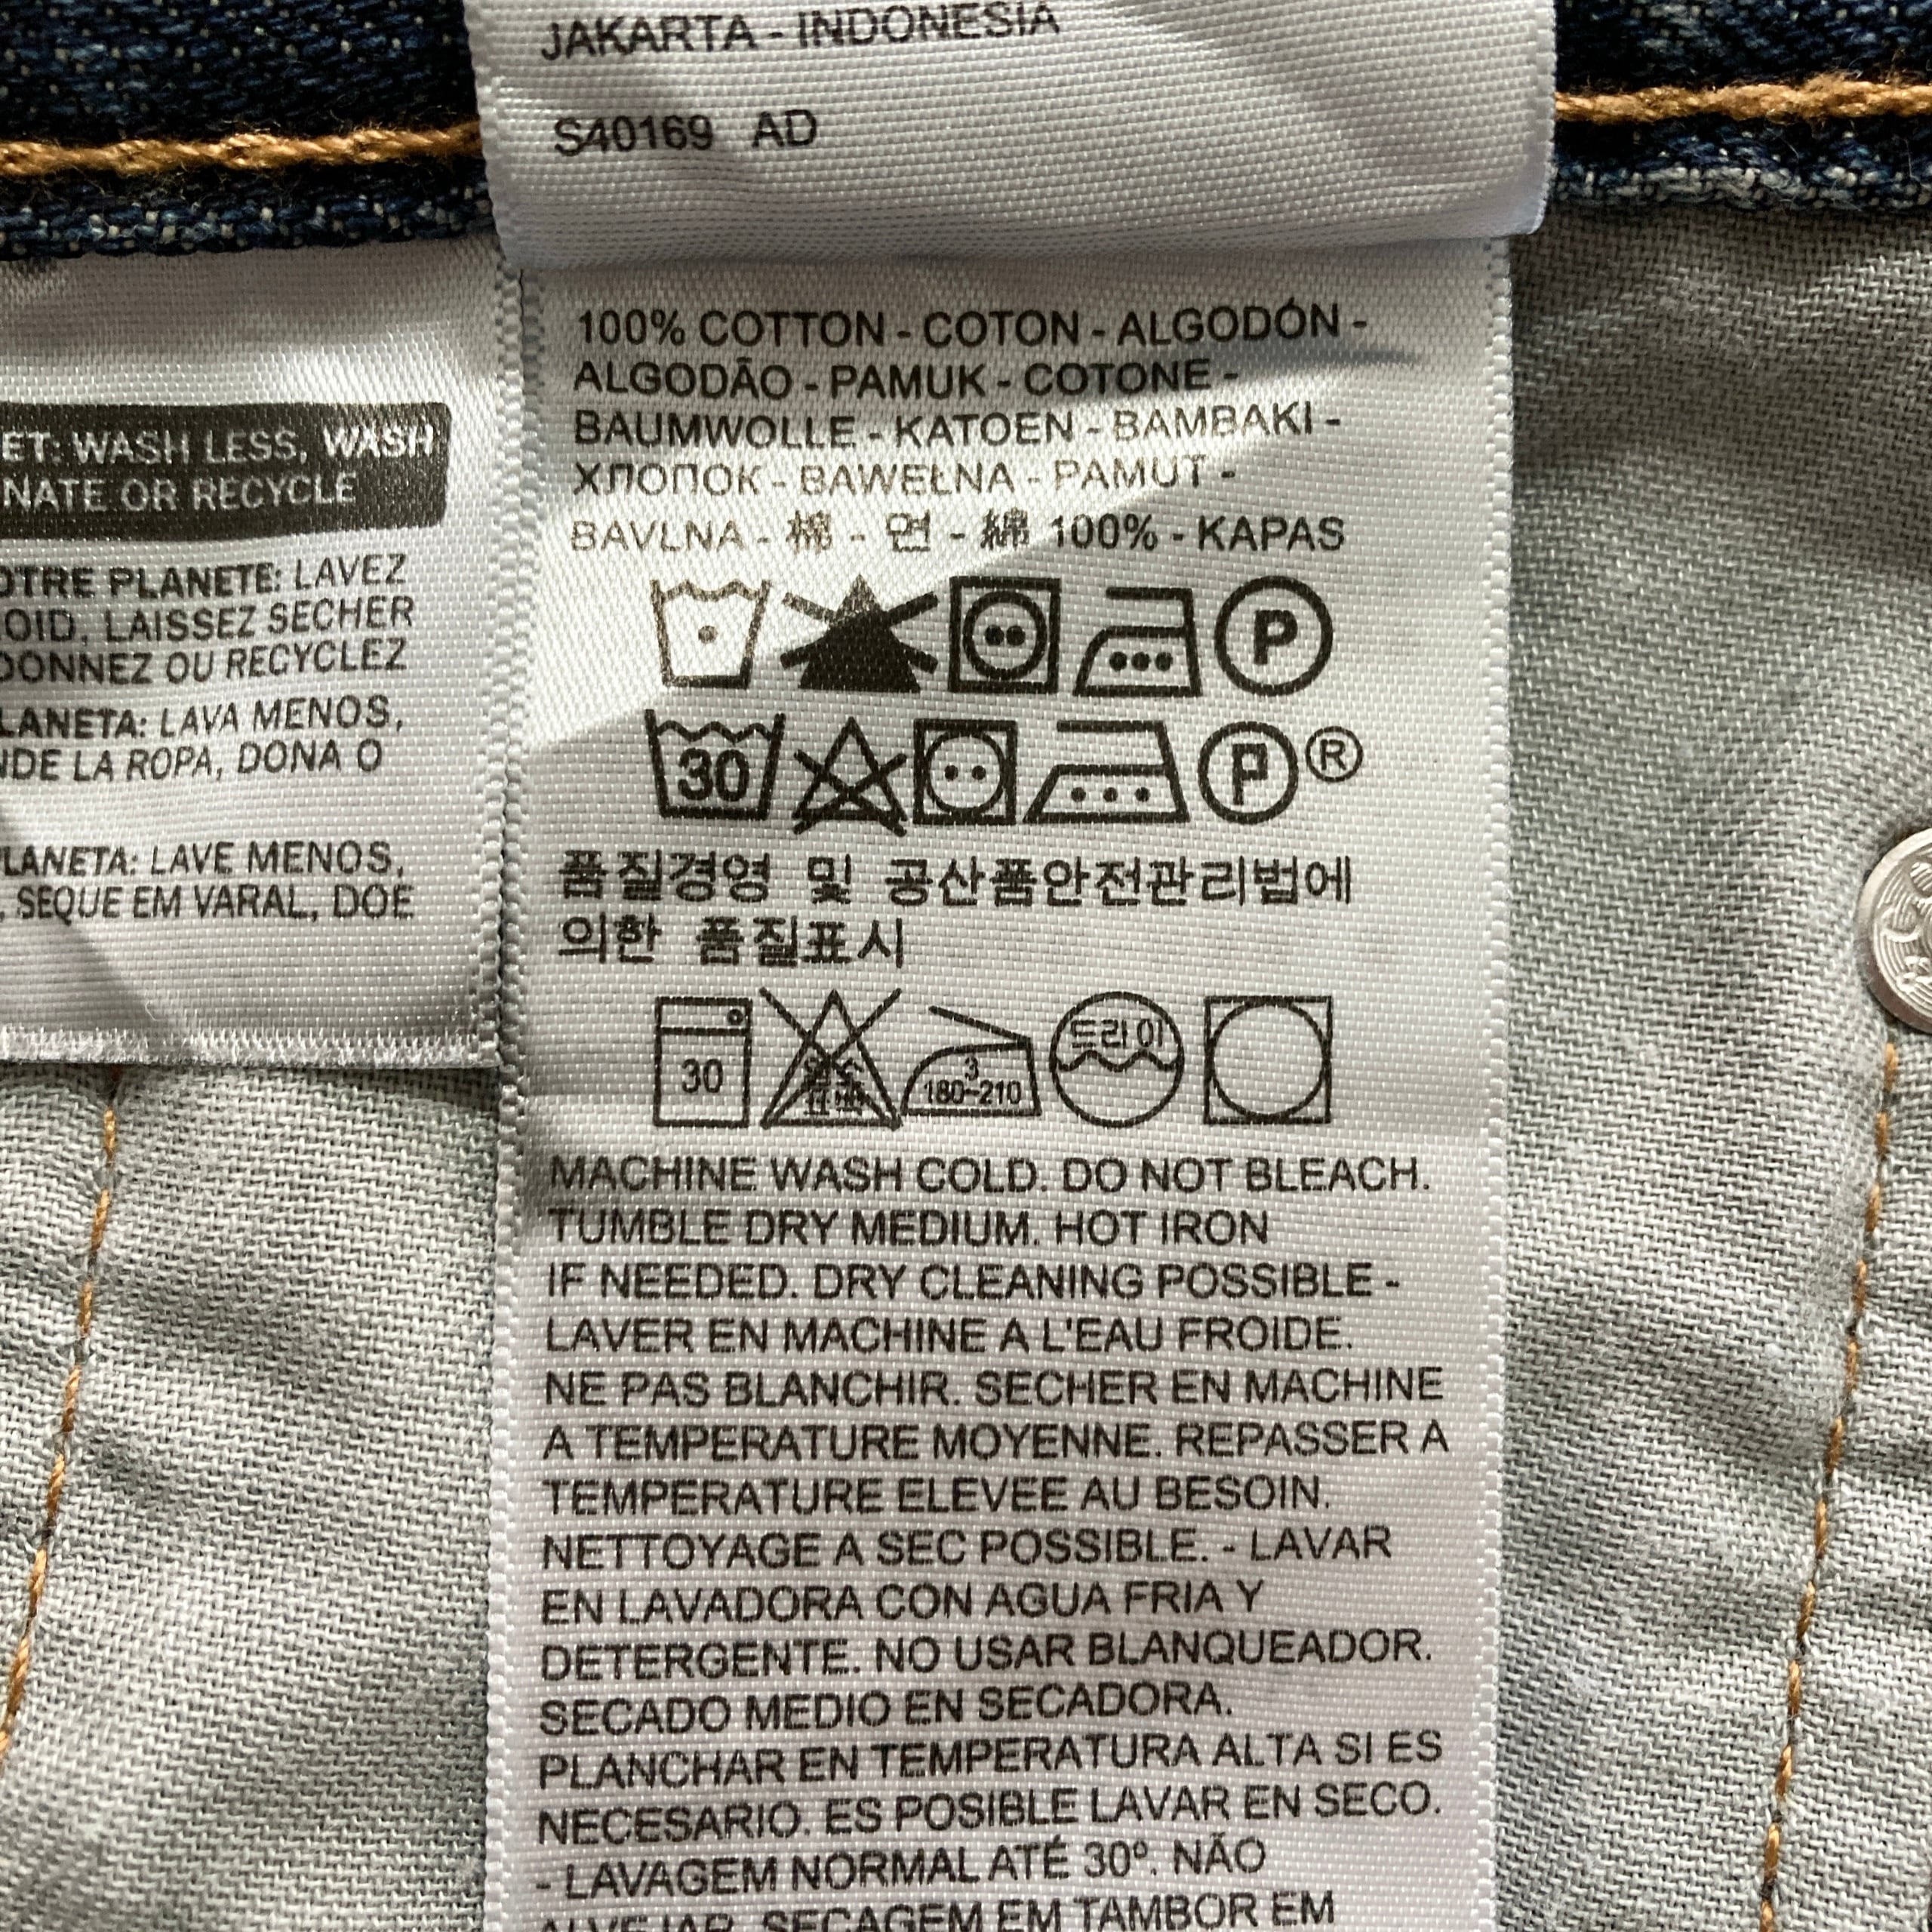 JAKARTA - INDONESIA
S40169 AD
ET: WASH LESS, WASH
NATE OR RECYCLE
OTRE PLANETE: LAVEZ
OID, LAISSEZ SECHER
DONNEZ OU RECYCLEZ
LANETA: LAVA MENOS,
NDE LA ROPA, DONA O
LANETA: LAVE MENOS,
, SEQUE EM VARAL, DOE
100% COTTON - COTON - ALGODÓN -
ALGODÃO - PAMUK - COTONE -
BAUMWOLLE - KATOEN - BAMBAKI -
ХЛОПОК - BAWEŁNA - PAMUT -
BAVLNA - 棉 - 면 - 綿 100% - KAPAS
P
30 P ®
품질경영 및 공산품안전관리법에
의한 품질표시
30 3 180~210 드라이
MACHINE WASH COLD. DO NOT BLEACH.
TUMBLE DRY MEDIUM. HOT IRON
IF NEEDED. DRY CLEANING POSSIBLE -
LAVER EN MACHINE A L'EAU FROIDE.
NE PAS BLANCHIR. SECHER EN MACHINE
A TEMPERATURE MOYENNE. REPASSER A
TEMPERATURE ELEVEE AU BESOIN.
NETTOYAGE A SEC POSSIBLE. - LAVAR
EN LAVADORA CON AGUA FRIA Y
DETERGENTE. NO USAR BLANQUEADOR.
SECADO MEDIO EN SECADORA.
PLANCHAR EN TEMPERATURA ALTA SI ES
NECESARIO. ES POSIBLE LAVAR EN SECO.
- LAVAGEM NORMAL ATÉ 30º. NÃO
ALVEJAR. SECAGEM EM TAMBOR EM